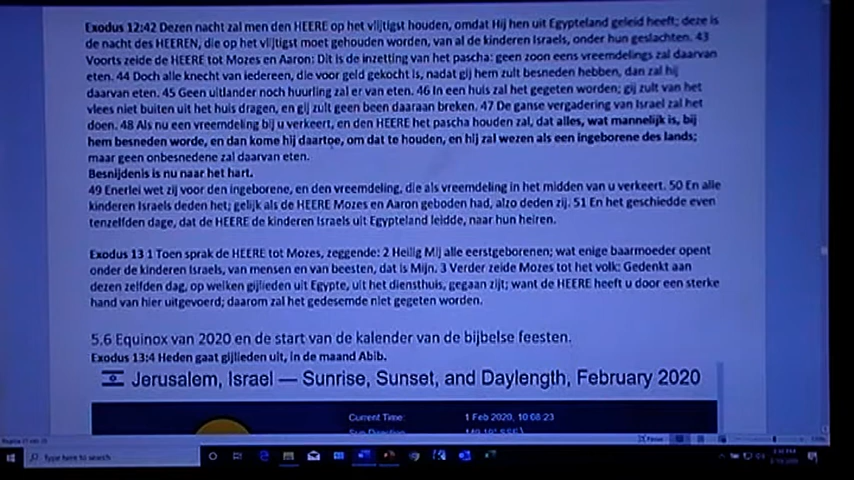 Exodus 12:42 Dezen nacht zal men den HEERE op het vlijtigst houden, omdat Hij hen uit Egypteland geleid heeft; deze is
de nacht des HEEREN, die op het vlijtigst moet gehouden worden, van al de kinderen Israels, onder hun geslachten. 43
Voorts zeide de HEERE tot Mozes en Aaron: Dit is de inzetting van het pascha: geen zoon eens vreemdelings zal daarvan
eten. 44 Doch alle knecht van iedereen, die voor geld gekocht is, nadat gij hem zult besneden hebben, dan zal hij
daarvan eten. 45 Geen uitlander noch huurling zal er van eten. 46 In een huis zal het gegeten worden; gij zult van het
vlees niet buiten uit het huis dragen, en gij zult geen been daaraan breken. 47 De ganse vergadering van Israel zal het
doen. 48 Als nu een vreemdeling bij u verkeert, en den HEERE het pascha houden zal, dat alles, wat mannelijk is, bij
hem besneden worde, en dan kome hij daartoe, om dat te houden, en hij zal wezen als een ingeborene des lands;
maar geen onbesnedene zal daarvan eten.
Besnijdenis is nu naar het hart.
49 Enerlei wet zij voor den ingeborene, en den vreemdeling, die als vreemdeling in het midden van u verkeert. 50 En alle
kinderen Israels deden het; gelijk als de HEERE Mozes en Aaron geboden had, alzo deden zij. 51 En het geschiedde even
tenzelfden dage, dat de HEERE de kinderen Israels uit Egypteland leidde, naar hun heiren.
Exodus 13 1 Toen sprak de HEERE tot Mozes, zeggende: 2 Heilig Mij alle eerstgeborenen; wat enige baarmoeder opent
onder de kinderen Israels, van mensen en van beesten, dat is Mijn. 3 Verder zeide Mozes tot het volk: Gedenkt aan
dezen zelfden dag, op welken gijlieden uit Egypte, uit het diensthuis, gegaan zijt; want de HEERE heeft u door een sterke
hand van hier uitgevoerd; daarom zal het gedesemde niet gegeten worden.
5.6 Equinox van 2020 en de start van de kalender van de bijbelse feesten.
Exodus 13:4 Heden gaat gijlieden uit, in de maand Abib.
Jerusalem, Israel — Sunrise, Sunset, and Daylength, February 2020
Current Time: 1 Feb 2020, 10:08:23
Sun Direction:
Focus
Type here to search